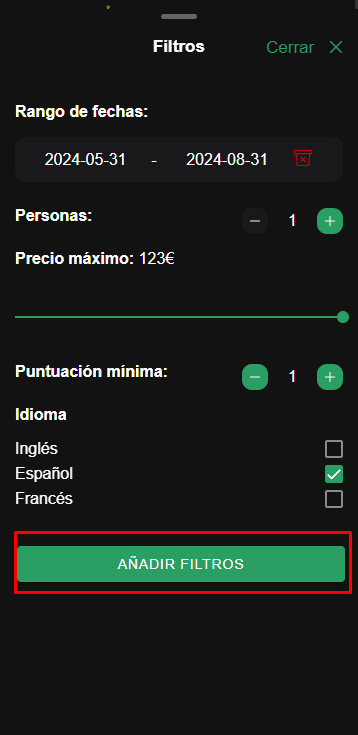 Filtros
Cerrar
Rango de fechas:
2024-05-31 - 2024-08-31
Personas:
1
Precio máximo: 123€
Puntuación mínima:
1
Idioma
Inglés
Español
Francés
AÑADIR FILTROS